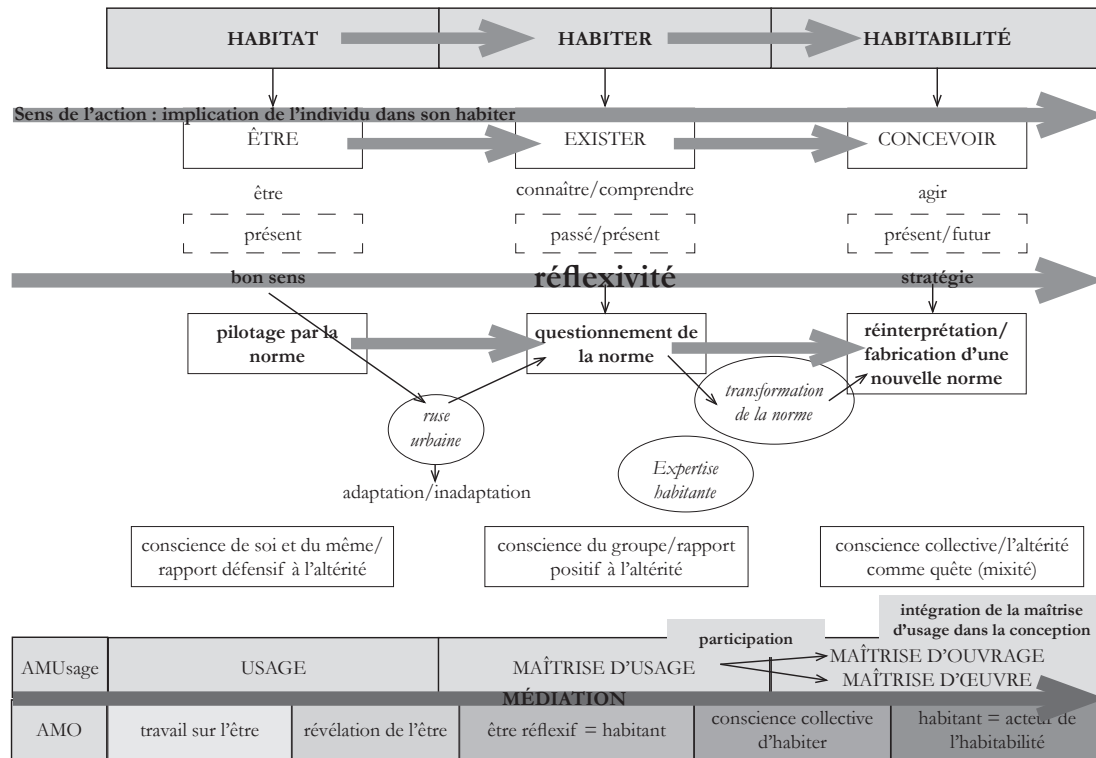 HABITAT
HABITER
HABITABILITÉ
Sens de l’action : implication de l’individu dans son habiter
ÊTRE
EXISTER
CONCEVOIR
être
connaître/comprendre
agir
présent
passé/présent
présent/futur
bon sens
réflexivité
stratégie
pilotage par la
norme
questionnement de
la norme
réinterprétation/
fabrication d’une
nouvelle norme
ruse
urbaine
transformation
de la norme
adaptation/inadaptation
Expertise
habitante
conscience de soi et du même/
rapport défensif à l’altérité
conscience du groupe/rapport
positif à l’altérité
conscience collective/l’altérité
comme quête (mixité)
participation
intégration de la maîtrise
d’usage dans la conception
AMUsage
USAGE
MAÎTRISE D’USAGE
MAÎTRISE D’OUVRAGE
MAÎTRISE D’ŒUVRE
MÉDIATION
AMO
travail sur l’être
révélation de l’être
être réflexif = habitant
conscience collective
d’habiter
habitant = acteur de
l’habitabilité